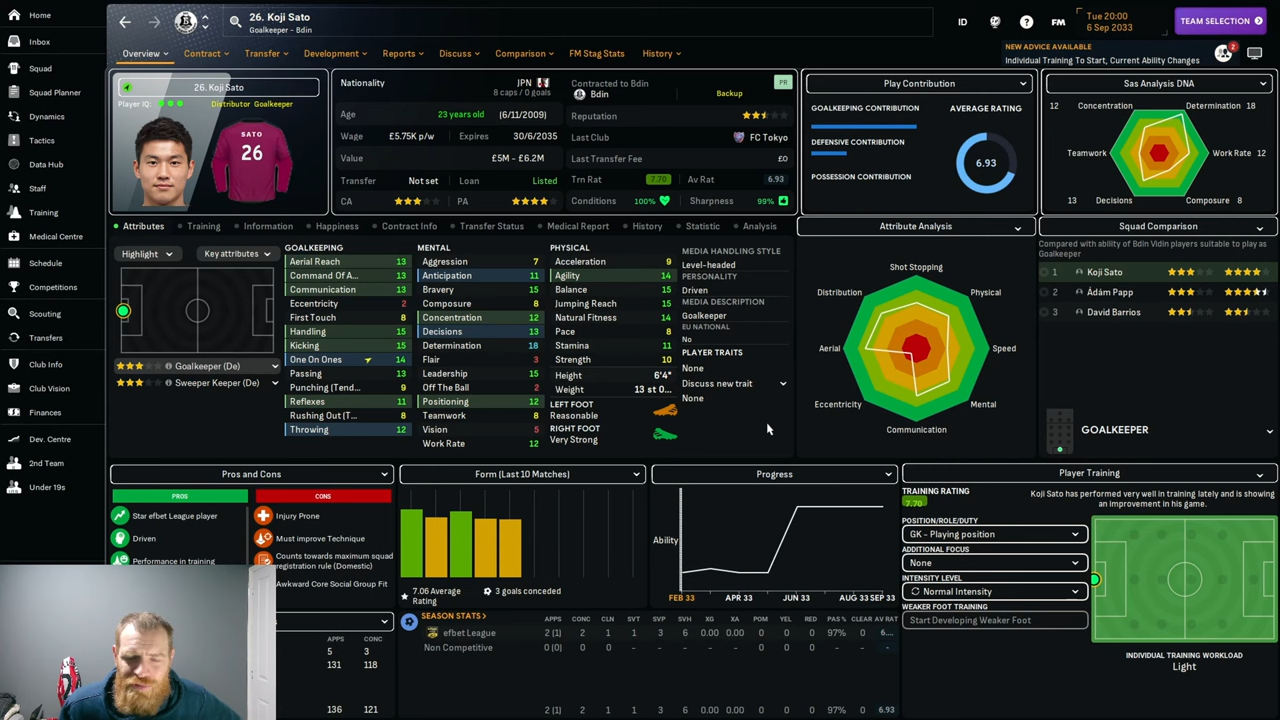 Home
Inbox
Squad
Squad Planner
Dynamics
Tactics
Data Hub
Staff
Training
Medical Centre
Schedule
Competitions
Scouting
Transfers
Club Info
Club Vision
Finances
Dev. Centre
2nd Team
Under 19s
26. Koji Sato
Goalkeeper - Bdin
ID
FM
Tue 20:00
6 Sep 2033
TEAM SELECTION
Overview
Contract
Transfer
Development
Reports
Discuss
Comparison
FM Stag Stats
History
NEW ADVICE AVAILABLE
Individual Training To Start, Current Ability Changes
2
26. Koji Sato
Player IQ:
Distributor Goalkeeper
SATO
26
Nationality
JPN
8 caps / 0 goals
Age
23 years old
(6/11/2009)
Wage
£5.75K p/w
Expires
30/6/2035
Value
£5M - £6.2M
Transfer
Not set
Loan
Listed
CA
PA
Contracted to Bdin
PR
Bdin
Backup
Reputation
Last Club
FC Tokyo
Last Transfer Fee
£0
Trn Rat
7.70
Av Rat
6.93
Conditions
100%
Sharpness
99%
Play Contribution
GOALKEEPING CONTRIBUTION
DEFENSIVE CONTRIBUTION
POSSESSION CONTRIBUTION
AVERAGE RATING
6.93
Sas Analysis DNA
12
Concentration
Determination 18
Teamwork
Work Rate
12
13
Decisions
Composure
8
Attributes
Training
Information
Happiness
Contract Info
Transfer Status
Medical Report
History
Statistic
Analysis
Highlight
Key attributes
Goalkeeper (De)
Sweeper Keeper (De)
GOALKEEPING
Aerial Reach 13
Command Of A... 13
Communication 13
Eccentricity 2
First Touch 8
Handling 15
Kicking 15
One On Ones 14
Passing 13
Punching (Tend... 9
Reflexes 11
Rushing Out (T... 8
Throwing 12
MENTAL
Aggression 7
Anticipation 11
Bravery 15
Composure 8
Concentration 12
Decisions 13
Determination 18
Flair 3
Leadership 15
Off The Ball 2
Positioning 12
Teamwork 8
Vision 5
Work Rate 12
PHYSICAL
Acceleration 9
Agility 14
Balance 15
Jumping Reach 15
Natural Fitness 14
Pace 8
Stamina 11
Strength 10
Height 6'4"
Weight 13 st 0...
LEFT FOOT
Reasonable
RIGHT FOOT
Very Strong
MEDIA HANDLING STYLE
Level-headed
PERSONALITY
Driven
MEDIA DESCRIPTION
Goalkeeper
EU NATIONAL
No
PLAYER TRAITS
None
Discuss new trait
None
Attribute Analysis
Shot Stopping
Distribution
Physical
Aerial
Speed
Eccentricity
Mental
Communication
Squad Comparison
Compared with ability of Bdin Vidin players suitable to play as
Goalkeeper
1 Koji Sato
2 Ádám Papp
3 David Barrios
GOALKEEPER
Pros and Cons
PROS
CONS
Star efbet League player
Driven
Performance in training
Injury Prone
Must improve Technique
Counts towards maximum squad
registration rule (Domestic)
Awkward Core Social Group Fit
Form (Last 10 Matches)
7.06 Average
Rating
3 goals conceded
Progress
Ability
FEB 33
APR 33
JUN 33
AUG 33
SEP 33
Player Training
TRAINING RATING
7.70
Koji Sato has performed very well in training lately and is showing
an improvement in his game.
POSITION/ROLE/DUTY
GK - Playing position
ADDITIONAL FOCUS
None
INTENSITY LEVEL
Normal Intensity
WEAKER FOOT TRAINING
Start Developing Weaker Foot
INDIVIDUAL TRAINING WORKLOAD
Light
APPS CONC
5 3
131 118
136 121
SEASON STATS
APPS CONC CLN SVT SVP SVH XG XA POM YEL RED PAS % CLEAR AV RAT
efbet League 2 (1) 2 1 1 3 6 0.00 0.00 0 0 0 97% 0 6....
Non Competitive 0 (0) - - - - - - - - - - - - -
2 (1) 2 1 1 3 6 0.00 0.00 0 0 0 97% 0 6.93